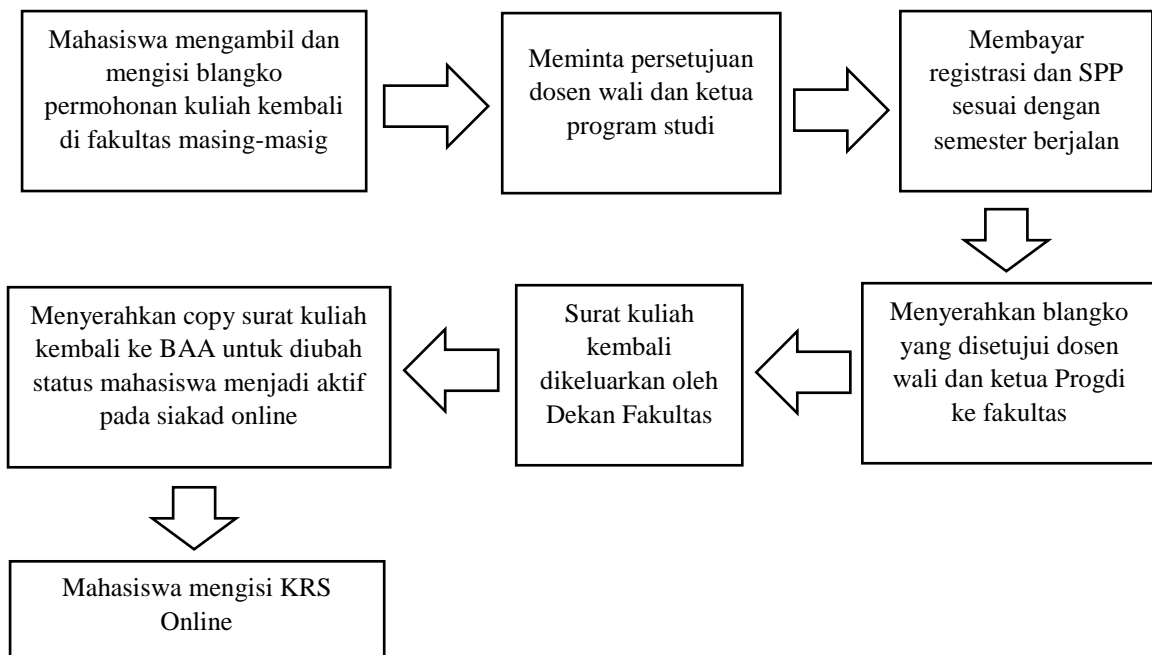 Mahasiswa mengambil dan
mengisi blangko
permohonan kuliah kembali
di fakultas masing-masig
Meminta persetujuan
dosen wali dan ketua
program studi
Membayar
registrasi dan SPP
sesuai dengan
semester berjalan
Menyerahkan blangko
yang disetujui dosen
wali dan ketua Progdi
ke fakultas
Surat kuliah
kembali
dikeluarkan oleh
Dekan Fakultas
Menyerahkan copy surat kuliah
kembali ke BAA untuk diubah
status mahasiswa menjadi aktif
pada siakad online
Mahasiswa mengisi KRS
Online